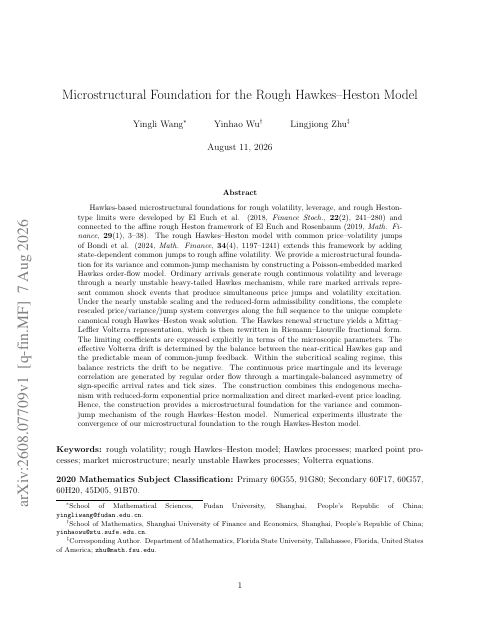 Microstructural Foundation for the Rough Hawkes–Heston Model
Yingli Wang* Yinhao Wu† Lingjiong Zhu‡
August 11, 2026
Abstract
Hawkes-based microstructural foundations for rough volatility, leverage, and rough Heston-
type limits were developed by El Euch et al. (2018, Finance Stoch., 22(2), 241–280) and
connected to the affine rough Heston framework of El Euch and Rosenbaum (2019, Math. Fi-
nance, 29(1), 3–38). The rough Hawkes–Heston model with common price–volatility jumps
of Bondi et al. (2024, Math. Finance, 34(4), 1197–1241) extends this framework by adding
state-dependent common jumps to rough affine volatility. We provide a microstructural founda-
tion for its variance and common-jump mechanism by constructing a Poisson-embedded marked
Hawkes order-flow model. Ordinary arrivals generate rough continuous volatility and leverage
through a nearly unstable heavy-tailed Hawkes mechanism, while rare marked arrivals repre-
sent common shock events that produce simultaneous price jumps and volatility excitation.
Under the nearly unstable scaling and the reduced-form admissibility conditions, the complete
rescaled price/variance/jump system converges along the full sequence to the unique complete
canonical rough Hawkes–Heston weak solution. The Hawkes renewal structure yields a Mittag–
Leffler Volterra representation, which is then rewritten in Riemann–Liouville fractional form.
The limiting coefficients are expressed explicitly in terms of the microscopic parameters. The
effective Volterra drift is determined by the balance between the near-critical Hawkes gap and
the predictable mean of common-jump feedback. Within the subcritical scaling regime, this
balance restricts the drift to be negative. The continuous price martingale and its leverage
correlation are generated by regular order flow through a martingale-balanced asymmetry of
sign-specific arrival rates and tick sizes. The construction combines this endogenous mecha-
nism with reduced-form exponential price normalization and direct marked-event price loading.
Hence, the construction provides a microstructural foundation for the variance and common-
jump mechanism of the rough Hawkes–Heston model. Numerical experiments illustrate the
convergence of our microstructural foundation to the rough Hawkes–Heston model.
Keywords: rough volatility; rough Hawkes–Heston model; Hawkes processes; marked point pro-
cesses; market microstructure; nearly unstable Hawkes processes; Volterra equations.
2020 Mathematics Subject Classification: Primary 60G55, 91G80; Secondary 60F17, 60G57,
60H20, 45D05, 91B70.
*School of Mathematical Sciences, Fudan University, Shanghai, People's Republic of China;
yingliwang@fudan.edu.cn.
†School of Mathematics, Shanghai University of Finance and Economics, Shanghai, People's Republic of China;
yinhaowu@stu.sufe.edu.cn.
‡Corresponding Author. Department of Mathematics, Florida State University, Tallahassee, Florida, United States
of America; zhu@math.fsu.edu.
1
arXiv:2608.07709v1 [q-fin.MF] 7 Aug 2026